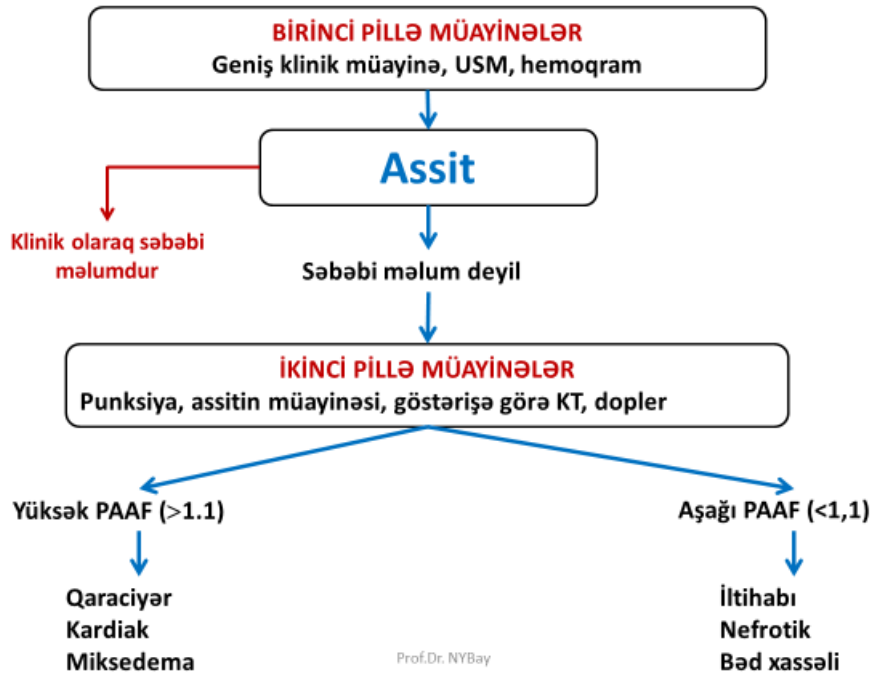 BİRİNCİ PİLLƏ MÜAYİNƏLƏR
Geniş klinik müayinə, USM, hemoqram
Assit
Klinik olaraq səbəbi
məlumdur
Səbəbi məlum deyil
İKİNCİ PİLLƏ MÜAYİNƏLƏR
Punksiya, assitin müayinəsi, göstərişə görə KT, dopler
Yüksək PAAF (>1.1)
Aşağı PAAF (<1,1)
Qaraciyər
Kardiak
Miksedema
İltihabı
Nefrotik
Bəd xassəli
Prof.Dr. NYBay